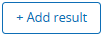 + Add result